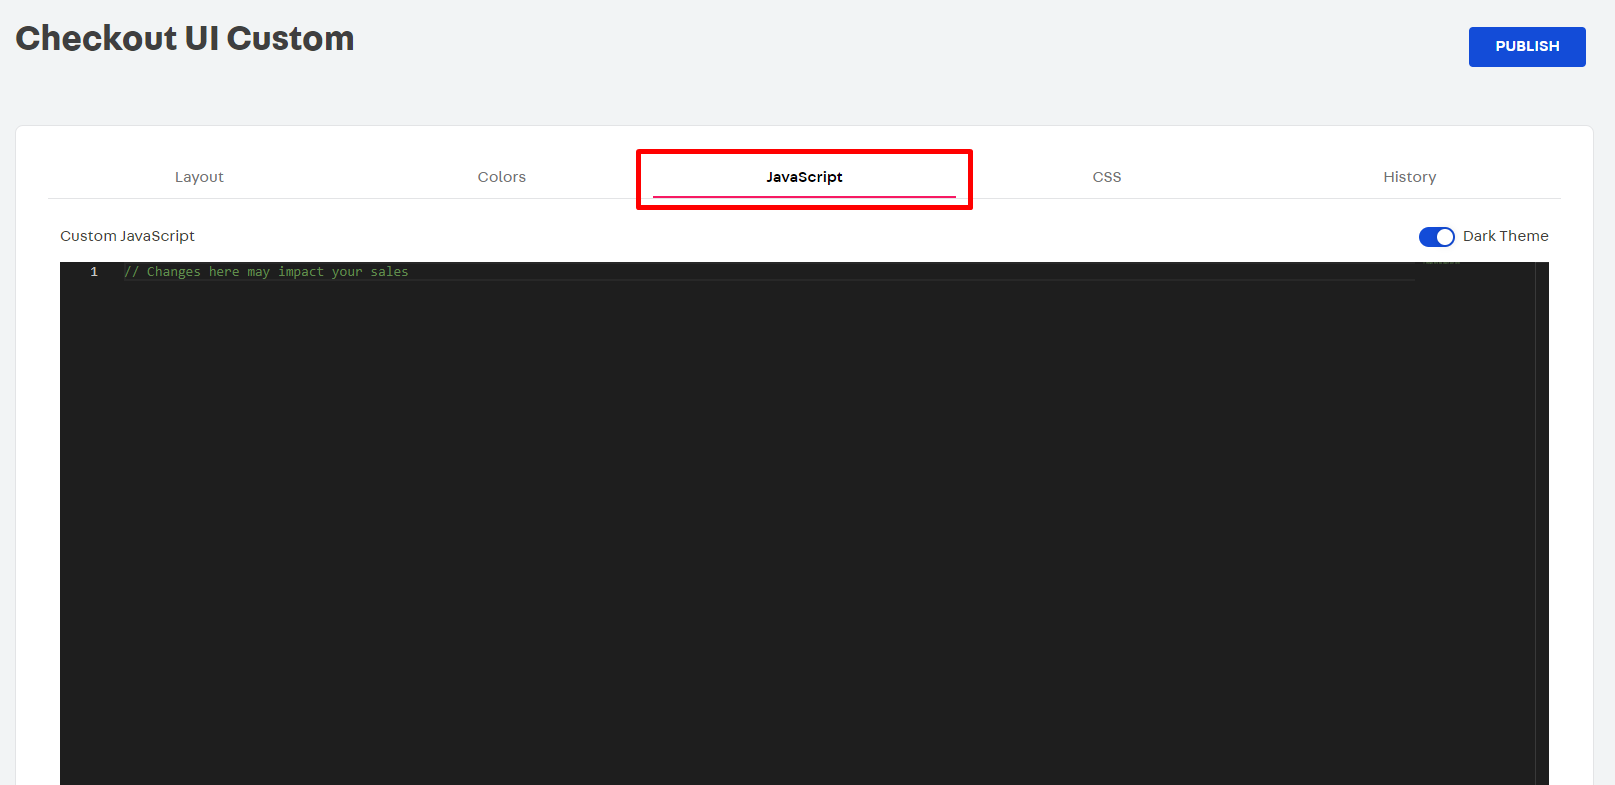 Checkout UI Custom
PUBLISH
Layout Colors JavaScript CSS History
Custom JavaScript
Dark Theme
1 // Changes here may impact your sales